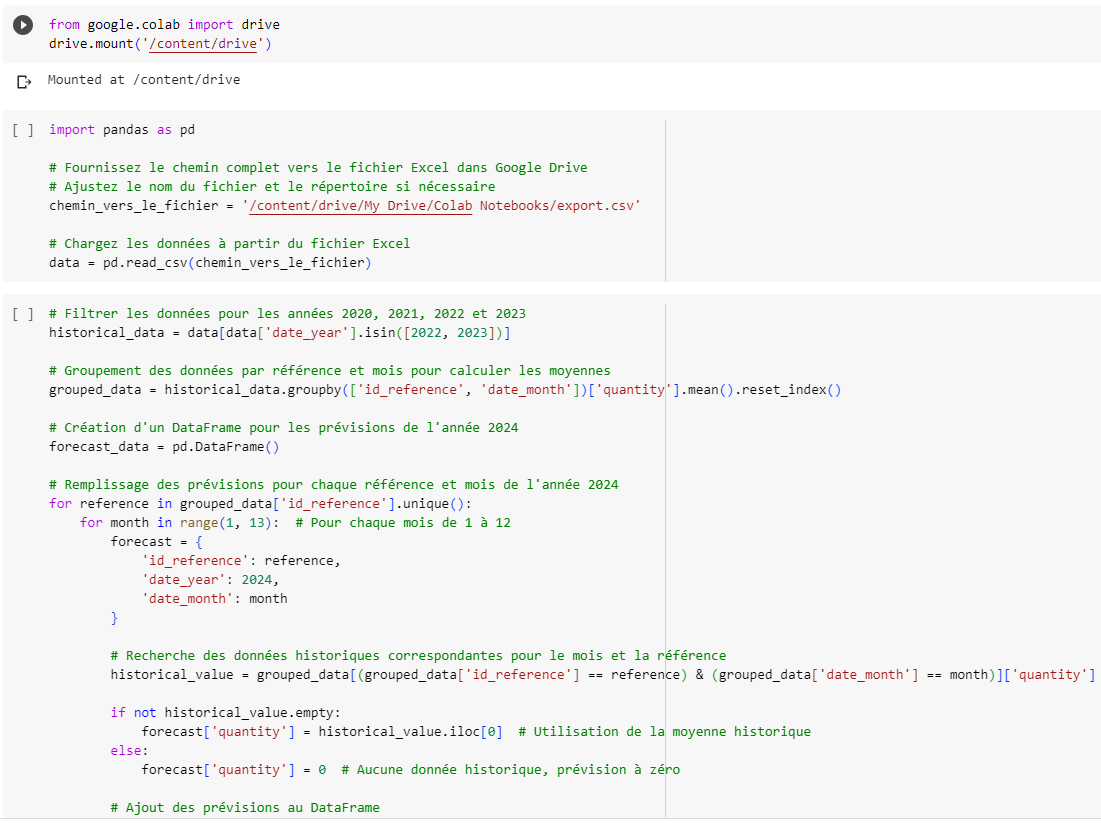 from google.colab import drive
drive.mount('/content/drive')
Mounted at /content/drive
[ ] import pandas as pd
# Fournissez le chemin complet vers le fichier Excel dans Google Drive
# Ajustez le nom du fichier et le répertoire si nécessaire
chemin_vers_le_fichier = '/content/drive/My Drive/Colab Notebooks/export.csv'
# Chargez les données à partir du fichier Excel
data = pd.read_csv(chemin_vers_le_fichier)
[ ] # Filtrer les données pour les années 2020, 2021, 2022 et 2023
historical_data = data[data['date_year'].isin([2022, 2023])]
# Groupement des données par référence et mois pour calculer les moyennes
grouped_data = historical_data.groupby(['id_reference', 'date_month'])['quantity'].mean().reset_index()
# Création d'un DataFrame pour les prévisions de l'année 2024
forecast_data = pd.DataFrame()
# Remplissage des prévisions pour chaque référence et mois de l'année 2024
for reference in grouped_data['id_reference'].unique():
    for month in range(1, 13):  # Pour chaque mois de 1 à 12
        forecast = {
            'id_reference': reference,
            'date_year': 2024,
            'date_month': month
        }
        # Recherche des données historiques correspondantes pour le mois et la référence
        historical_value = grouped_data[(grouped_data['id_reference'] == reference) & (grouped_data['date_month'] == month)]['quantity']
        if not historical_value.empty:
            forecast['quantity'] = historical_value.iloc[0]  # Utilisation de la moyenne historique
        else:
            forecast['quantity'] = 0  # Aucune donnée historique, prévision à zéro
        # Ajout des prévisions au DataFrame